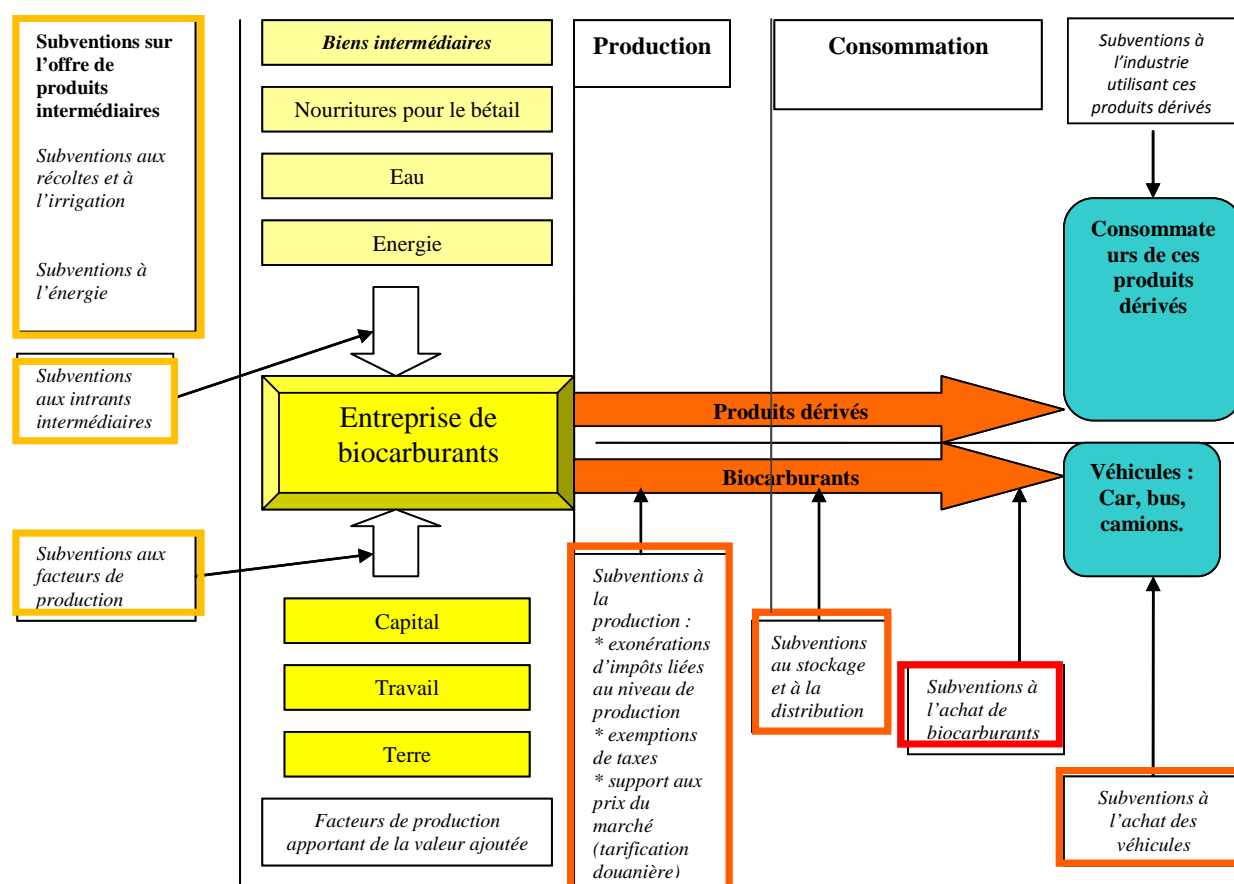 Subventions sur
l'offre de
produits
intermédiaires
Subventions aux
récoltes et à
l'irrigation
Subventions à
l'énergie
Subventions
aux intrants
intermédiaires
Subventions aux
facteurs de
production
Biens intermédiaires
Nourritures pour le bétail
Eau
Energie
Entreprise de
biocarburants
Capital
Travail
Terre
Facteurs de production
apportant de la valeur ajoutée
Production
Consommation
Produits dérivés
Biocarburants
Subventions à
la
production :
* exonérations
d'impôts liées
au niveau de
production
* exemptions
de taxes
* support aux
prix du
marché
(tarification
douanière)
Subventions
au stockage
et à la
distribution
Subventions à
l'achat de
biocarburants
Subventions à
l'industrie
utilisant ces
produits dérivés
Consommate
urs de ces
produits
dérivés
Véhicules :
Car, bus,
camions.
Subventions à
l'achat des
véhicules